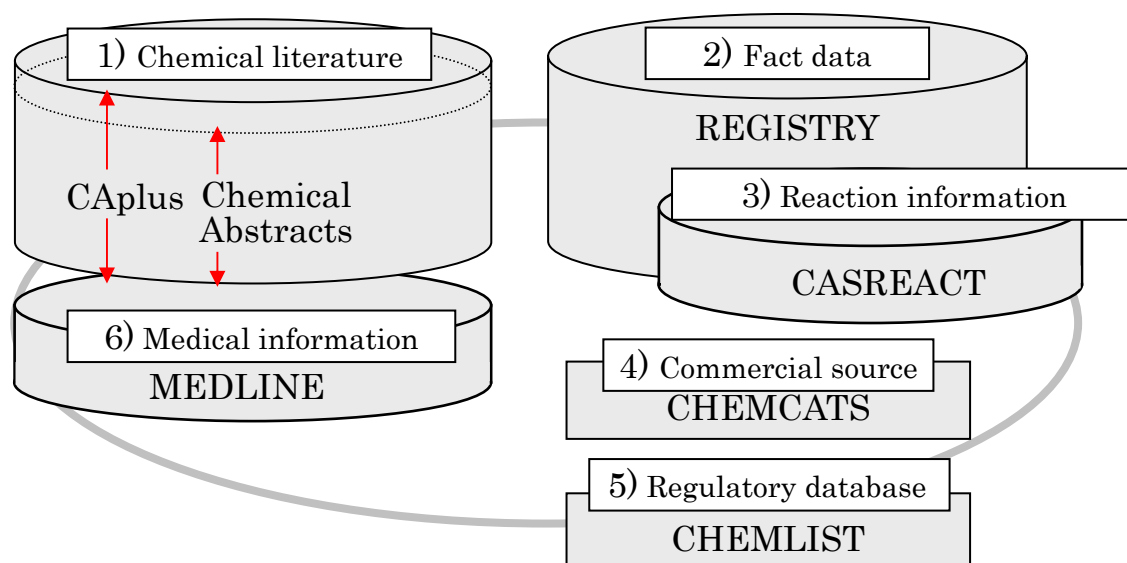 1) Chemical literature
CAplus
Chemical
Abstracts
2) Fact data
REGISTRY
3) Reaction information
CASREACT
4) Commercial source
CHEMCATS
5) Regulatory database
CHEMLIST
6) Medical information
MEDLINE